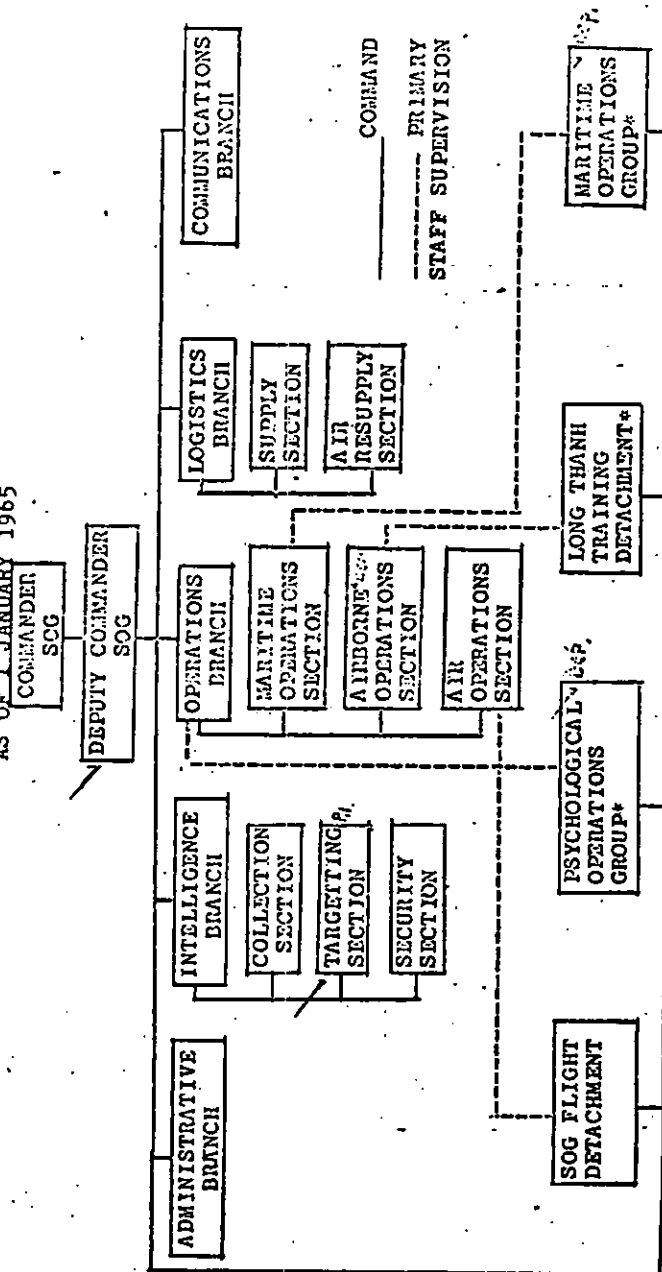 AS OF 1 JANUARY 1965
COMMANDER
SOG
DEPUTY COMMANDER
SOG
ADMINISTRATIVE
BRANCH
INTELLIGENCE
BRANCH
COLLECTION
SECTION
TARGETTING
SECTION
SECURITY
SECTION
OPERATIONS
BRANCH
MARITIME
OPERATIONS
SECTION
AIRBORNE
OPERATIONS
SECTION
AIR
OPERATIONS
SECTION
LOGISTICS
BRANCH
SUPPLY
SECTION
AIR
RESUPPLY
SECTION
COMMUNICATIONS
BRANCH
COMMAND
PRIMARY
STAFF SUPERVISION
SOG FLIGHT
DETACHMENT
PSYCHOLOGICAL
OPERATIONS
GROUP*
LONG THANH
TRAINING
DETACHMENT*
MARITIME
OPERATIONS
GROUP*